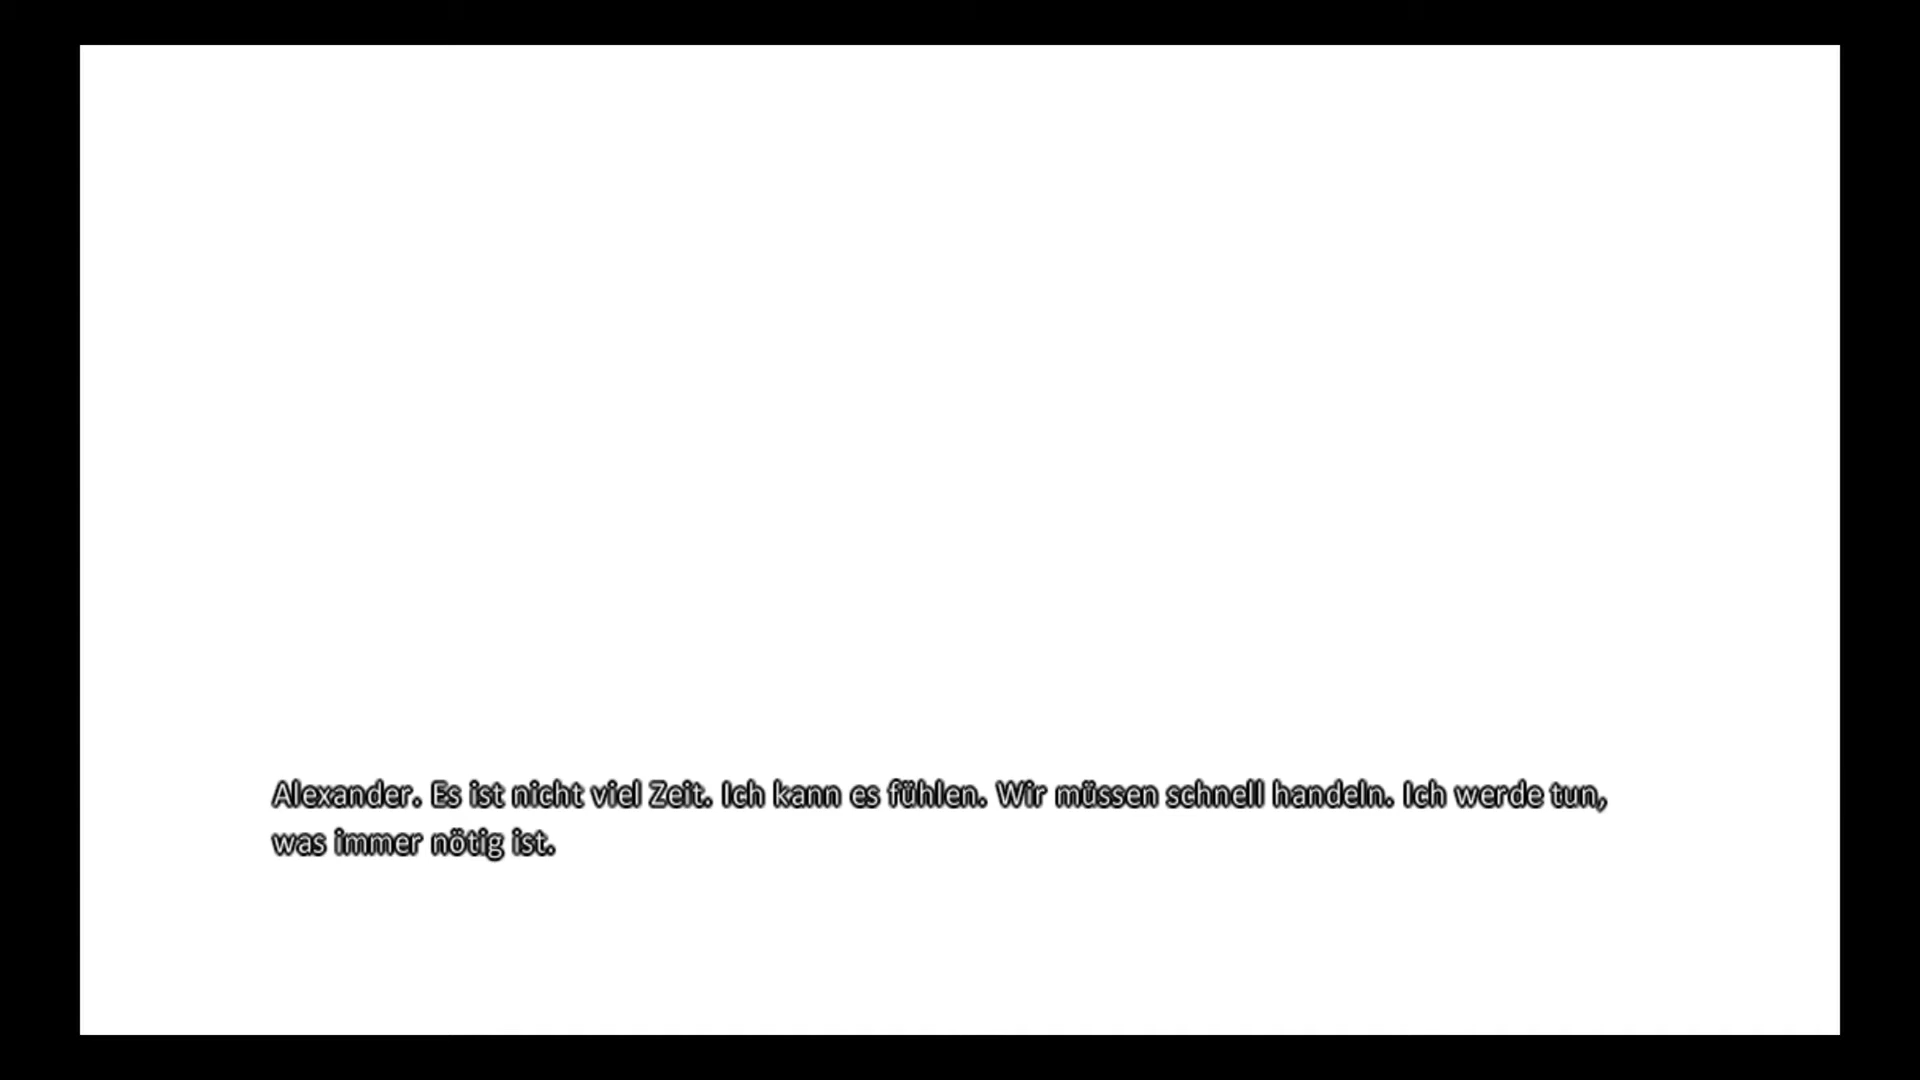 Alexander. Es ist nicht viel Zeit. Ich kann es fühlen. Wir müssen schnell handeln. Ich werde tun,
was immer nötig ist.